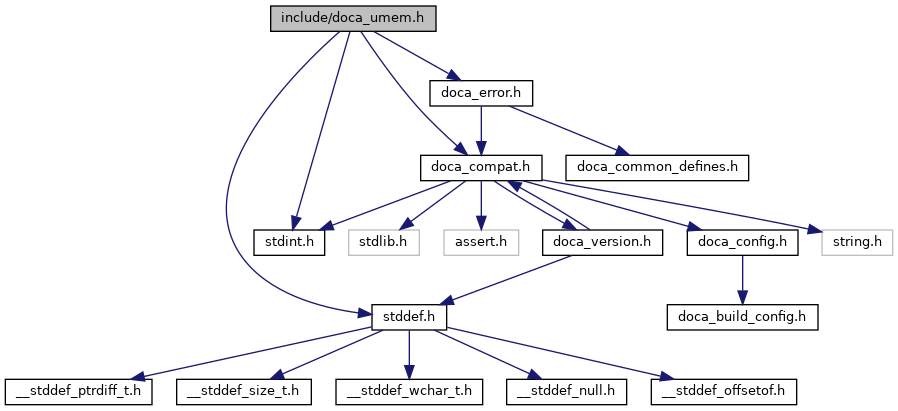 include/doca_umem.h
doca_error.h
doca_compat.h
doca_common_defines.h
stdint.h
stdlib.h
assert.h
doca_version.h
doca_config.h
string.h
stddef.h
doca_build_config.h
__stddef_ptrdiff_t.h
__stddef_size_t.h
__stddef_wchar_t.h
__stddef_null.h
__stddef_offsetof.h